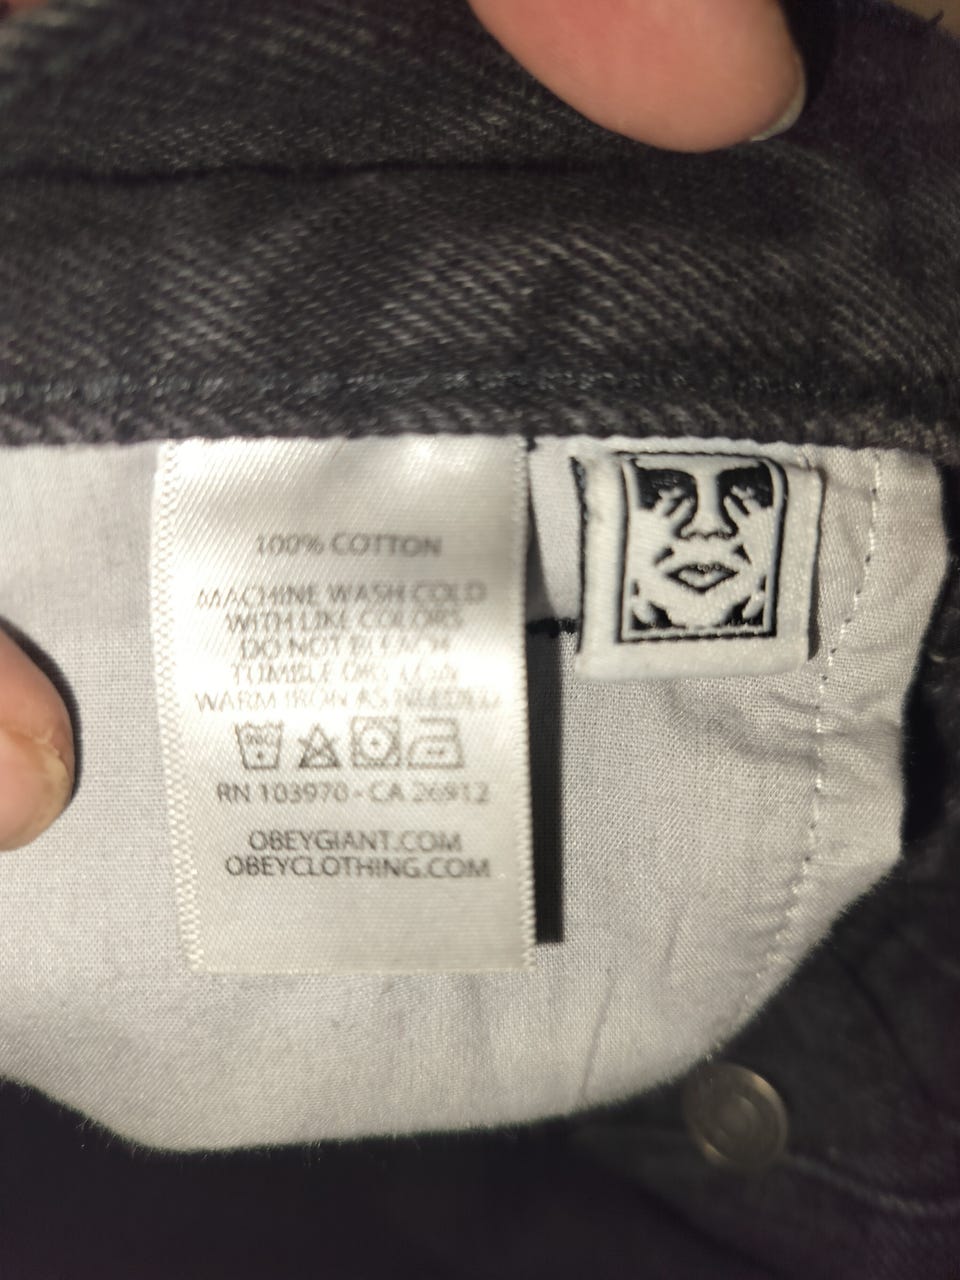 100% COTTON
MACHINE WASH COLD
WITH LIKE COLORS
DO NOT BLEACH
TUMBLE DRY LOW
WARM IRON AS NEEDED
RN 103970 - CA 26912
OBEYGIANT.COM
OBEYCLOTHING.COM